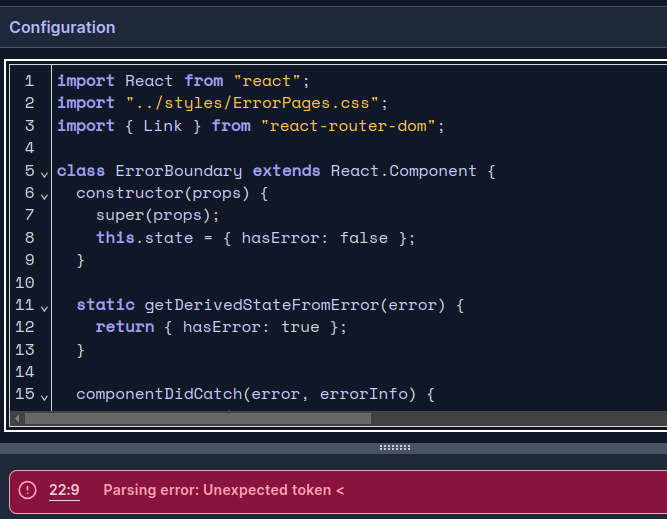 Configuration
1 import React from "react";
2 import "../styles/ErrorPages.css";
3 import { Link } from "react-router-dom";
4
5 class ErrorBoundary extends React.Component {
6   constructor(props) {
7     super(props);
8     this.state = { hasError: false };
9   }
10
11   static getDerivedStateFromError(error) {
12     return { hasError: true };
13   }
14
15   componentDidCatch(error, errorInfo) {
22:9 Parsing error: Unexpected token <